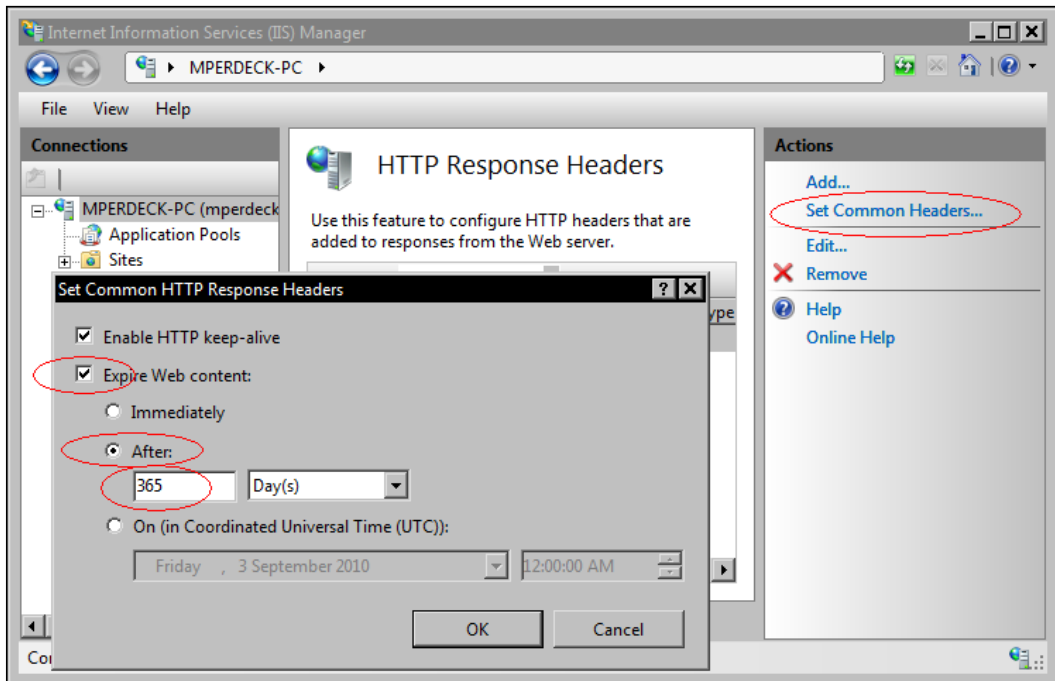 Internet Information Services (IIS) Manager
MPERDECK-PC
File View Help
Connections
MPERDECK-PC (mperdeck
Application Pools
Sites
HTTP Response Headers
Use this feature to configure HTTP headers that are
added to responses from the Web server.
Actions
Add...
Set Common Headers...
Edit...
Remove
Help
Online Help
Set Common HTTP Response Headers
Enable HTTP keep-alive
Expire Web content:
Immediately
After:
365 Day(s)
On (in Coordinated Universal Time (UTC)):
Friday , 3 September 2010 12:00:00 AM
OK Cancel